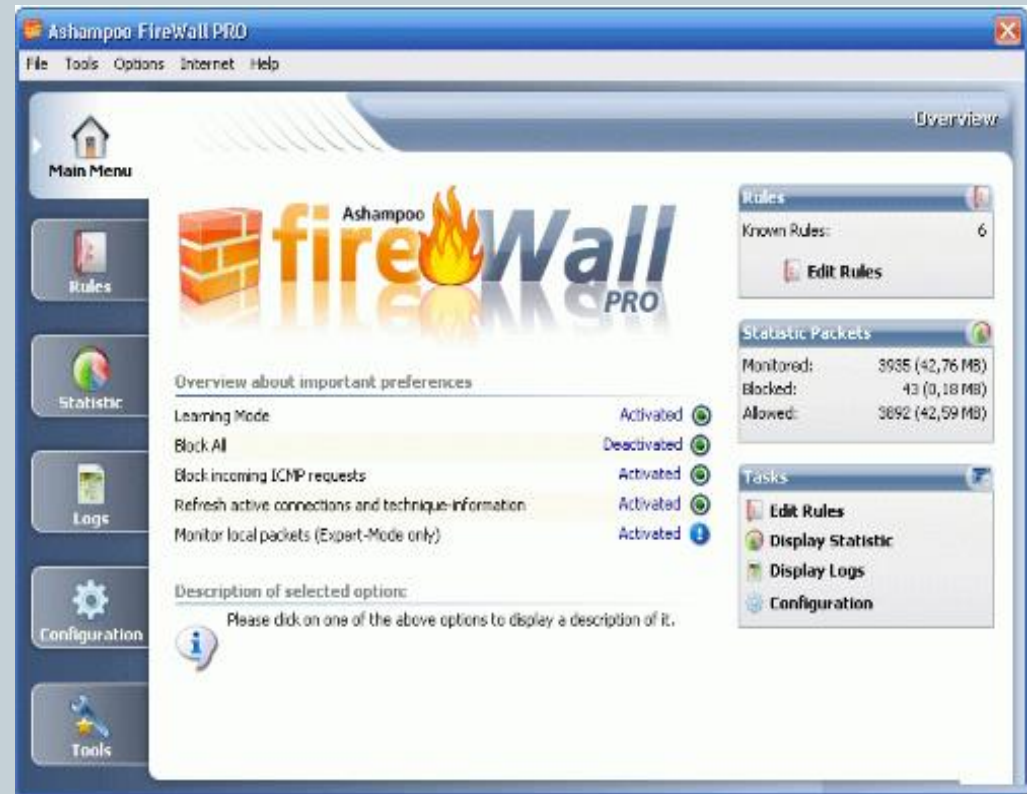 Ashampoo FireWall PRO
File Tools Options Internet Help
Overview
Main Menu
Rules
Statistic
Logs
Configuration
Tools
Ashampoo
fireWall
PRO
Overview about important preferences
Learning Mode Activated
Block All Deactivated
Block incoming ICMP requests Activated
Refresh active connections and technique-information Activated
Monitor local packets (Expert-Mode only) Activated
Description of selected option:
Please click on one of the above options to display a description of it.
Rules
Known Rules: 6
Edit Rules
Statistic Packets
Monitored: 3935 (42,76 MB)
Blocked: 43 (0,18 MB)
Allowed: 3892 (42,59 MB)
Tasks
Edit Rules
Display Statistic
Display Logs
Configuration